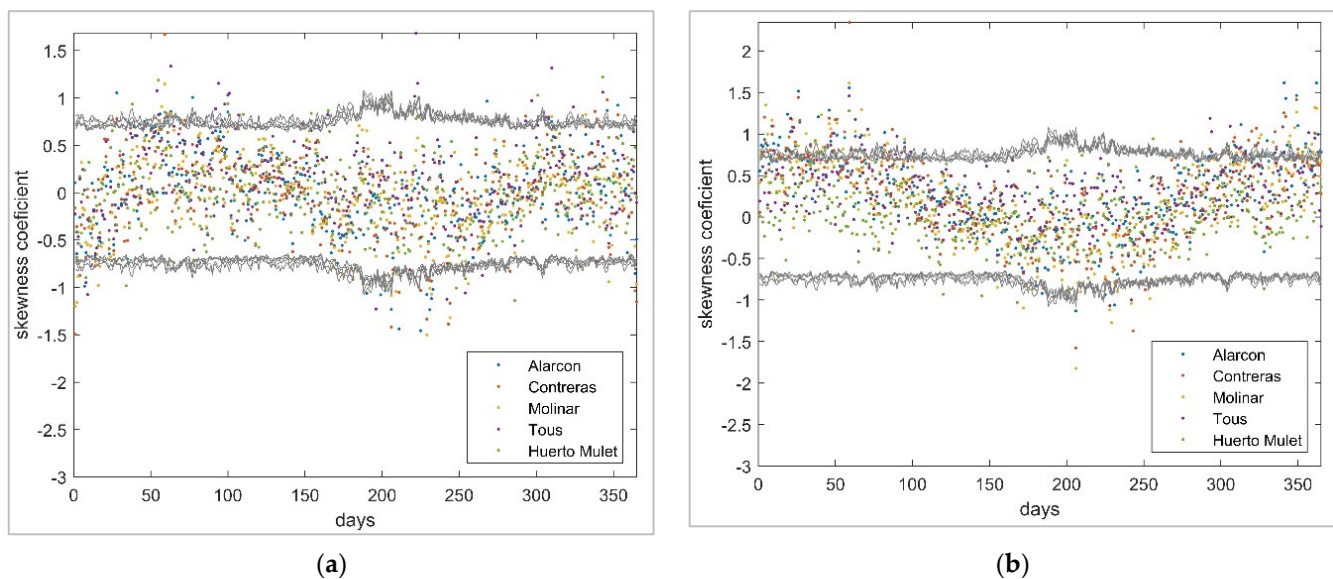 1.5
1
0.5
0
-0.5
-1
-1.5
-2
-2.5
-3
skewness coeficient
0 50 100 150 200 250 300 350
days
Alarcon
Contreras
Molinar
Tous
Huerto Mulet
(a)
2
1.5
1
0.5
0
-0.5
-1
-1.5
-2
-2.5
-3
skewness coeficient
0 50 100 150 200 250 300 350
days
Alarcon
Contreras
Molinar
Tous
Huerto Mulet
(b)